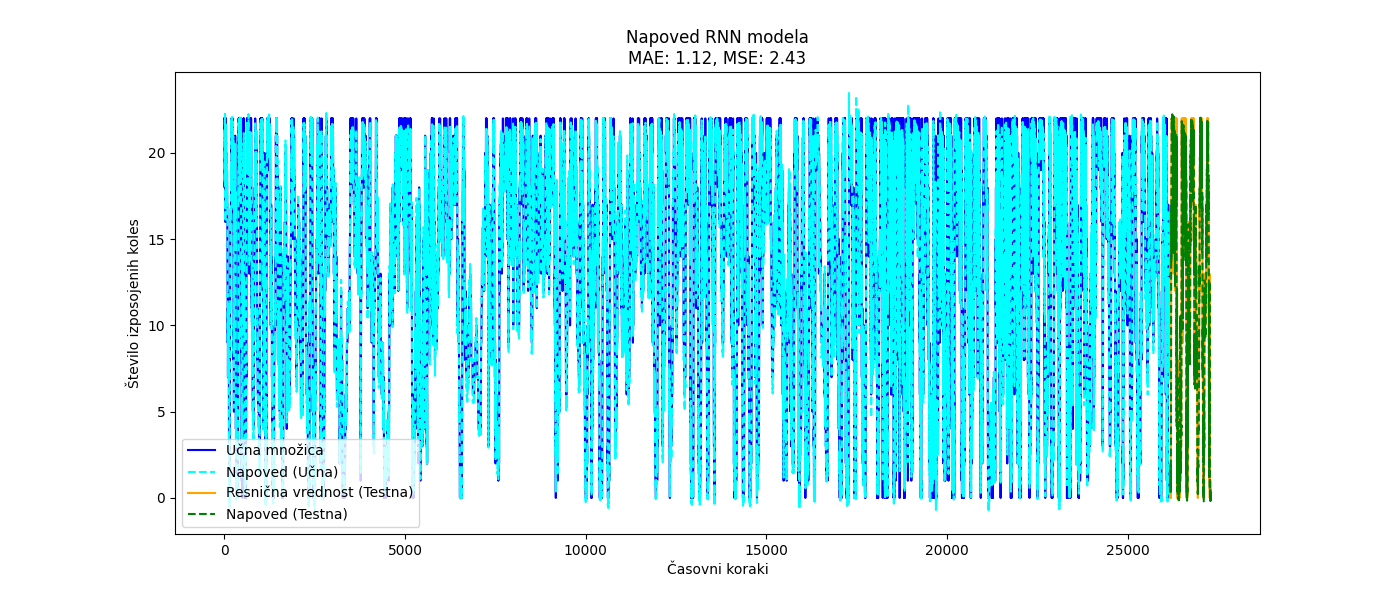 Napoved RNN modela
MAE: 1.12, MSE: 2.43
Število izposojenih koles
20
15
10
5
0
Učna množica
Napoved (Učna)
Resnična vrednost (Testna)
Napoved (Testna)
0 5000 10000 15000 20000 25000
Časovni koraki